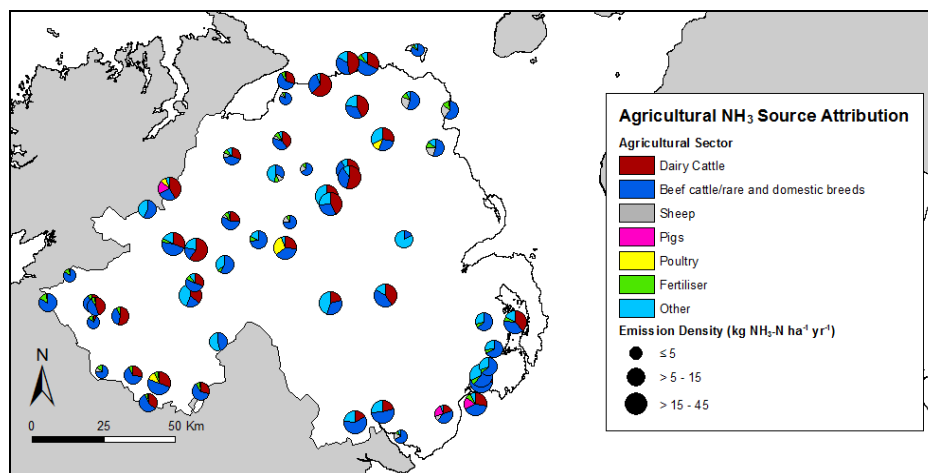 Agricultural NH3 Source Attribution
Agricultural Sector
Dairy Cattle
Beef cattle/rare and domestic breeds
Sheep
Pigs
Poultry
Fertiliser
Other
Emission Density (kg NH3-N ha-1 yr-1)
≤ 5
> 5 - 15
> 15 - 45
N
0 25 50 Km